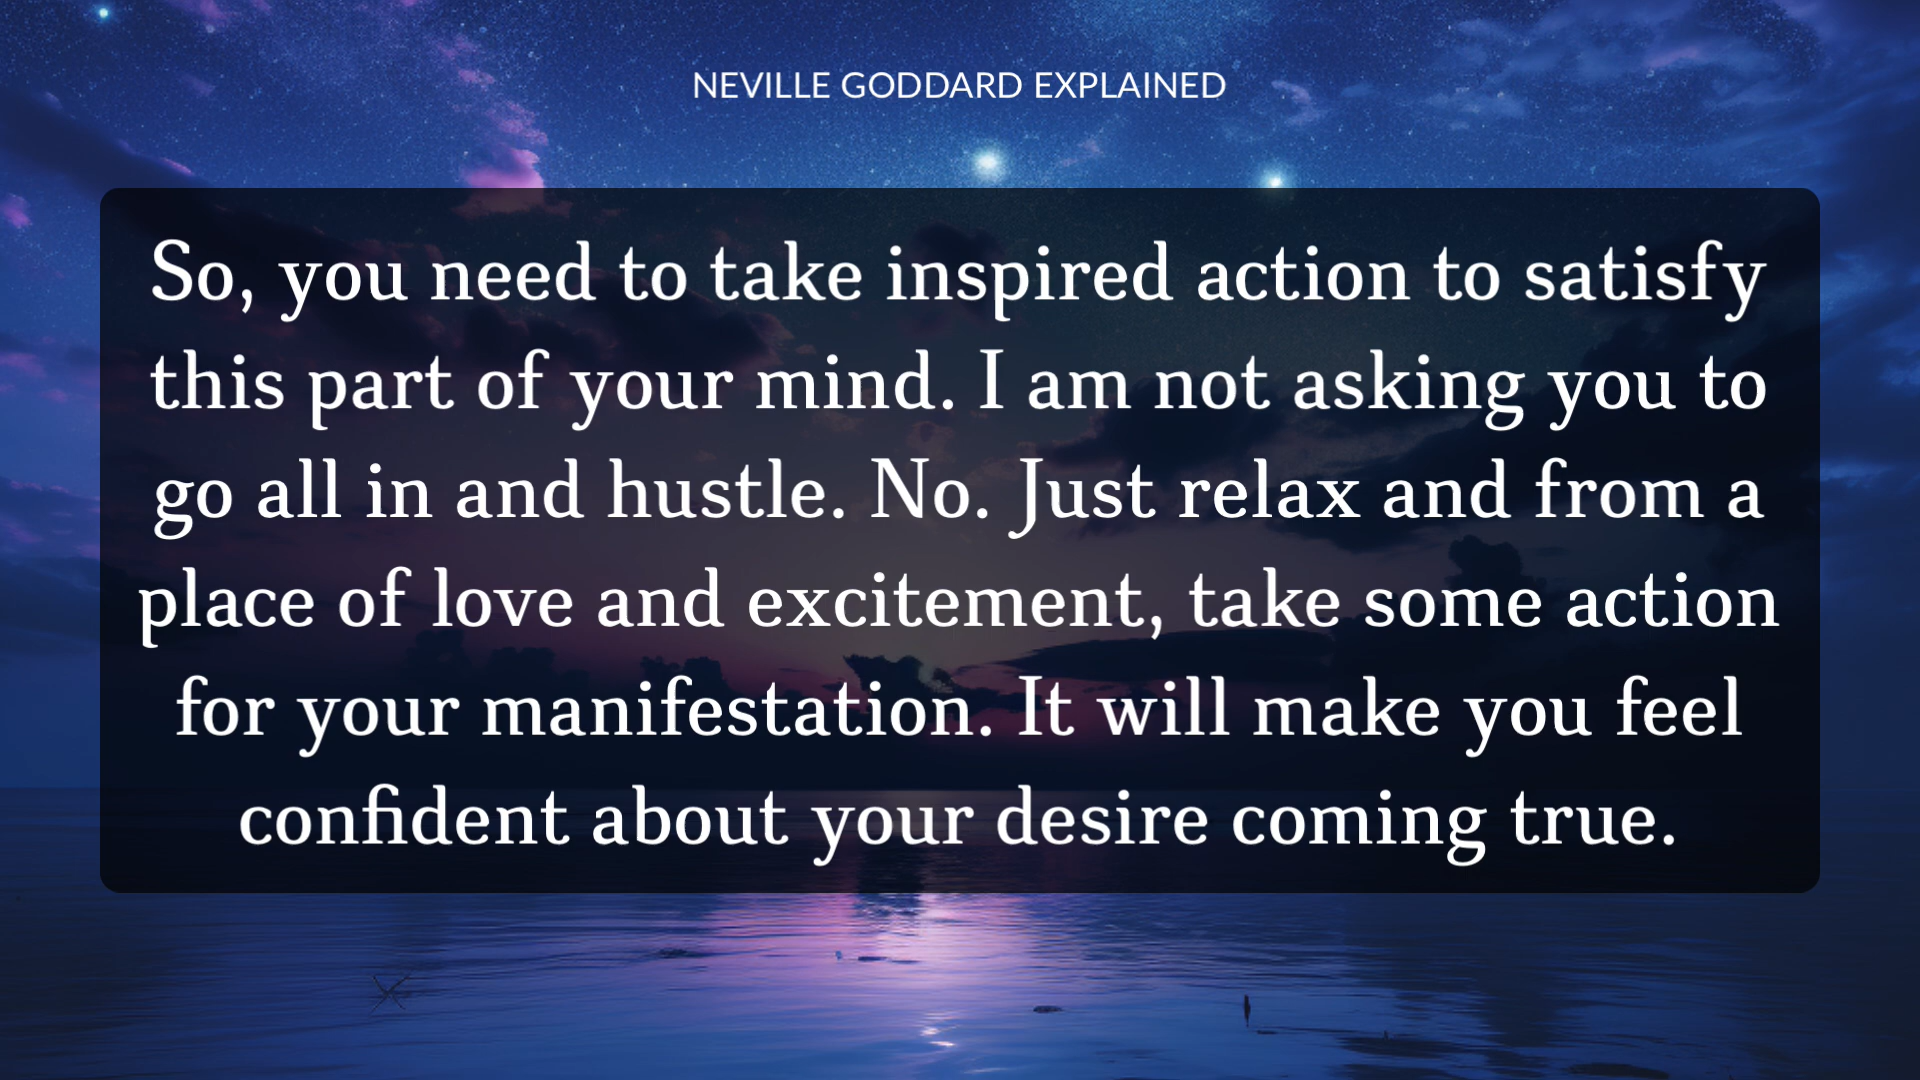 NEVILLE GODDARD EXPLAINED
So, you need to take inspired action to satisfy
this part of your mind. I am not asking you to
go all in and hustle. No. Just relax and from a
place of love and excitement, take some action
for your manifestation. It will make you feel
confident about your desire coming true.